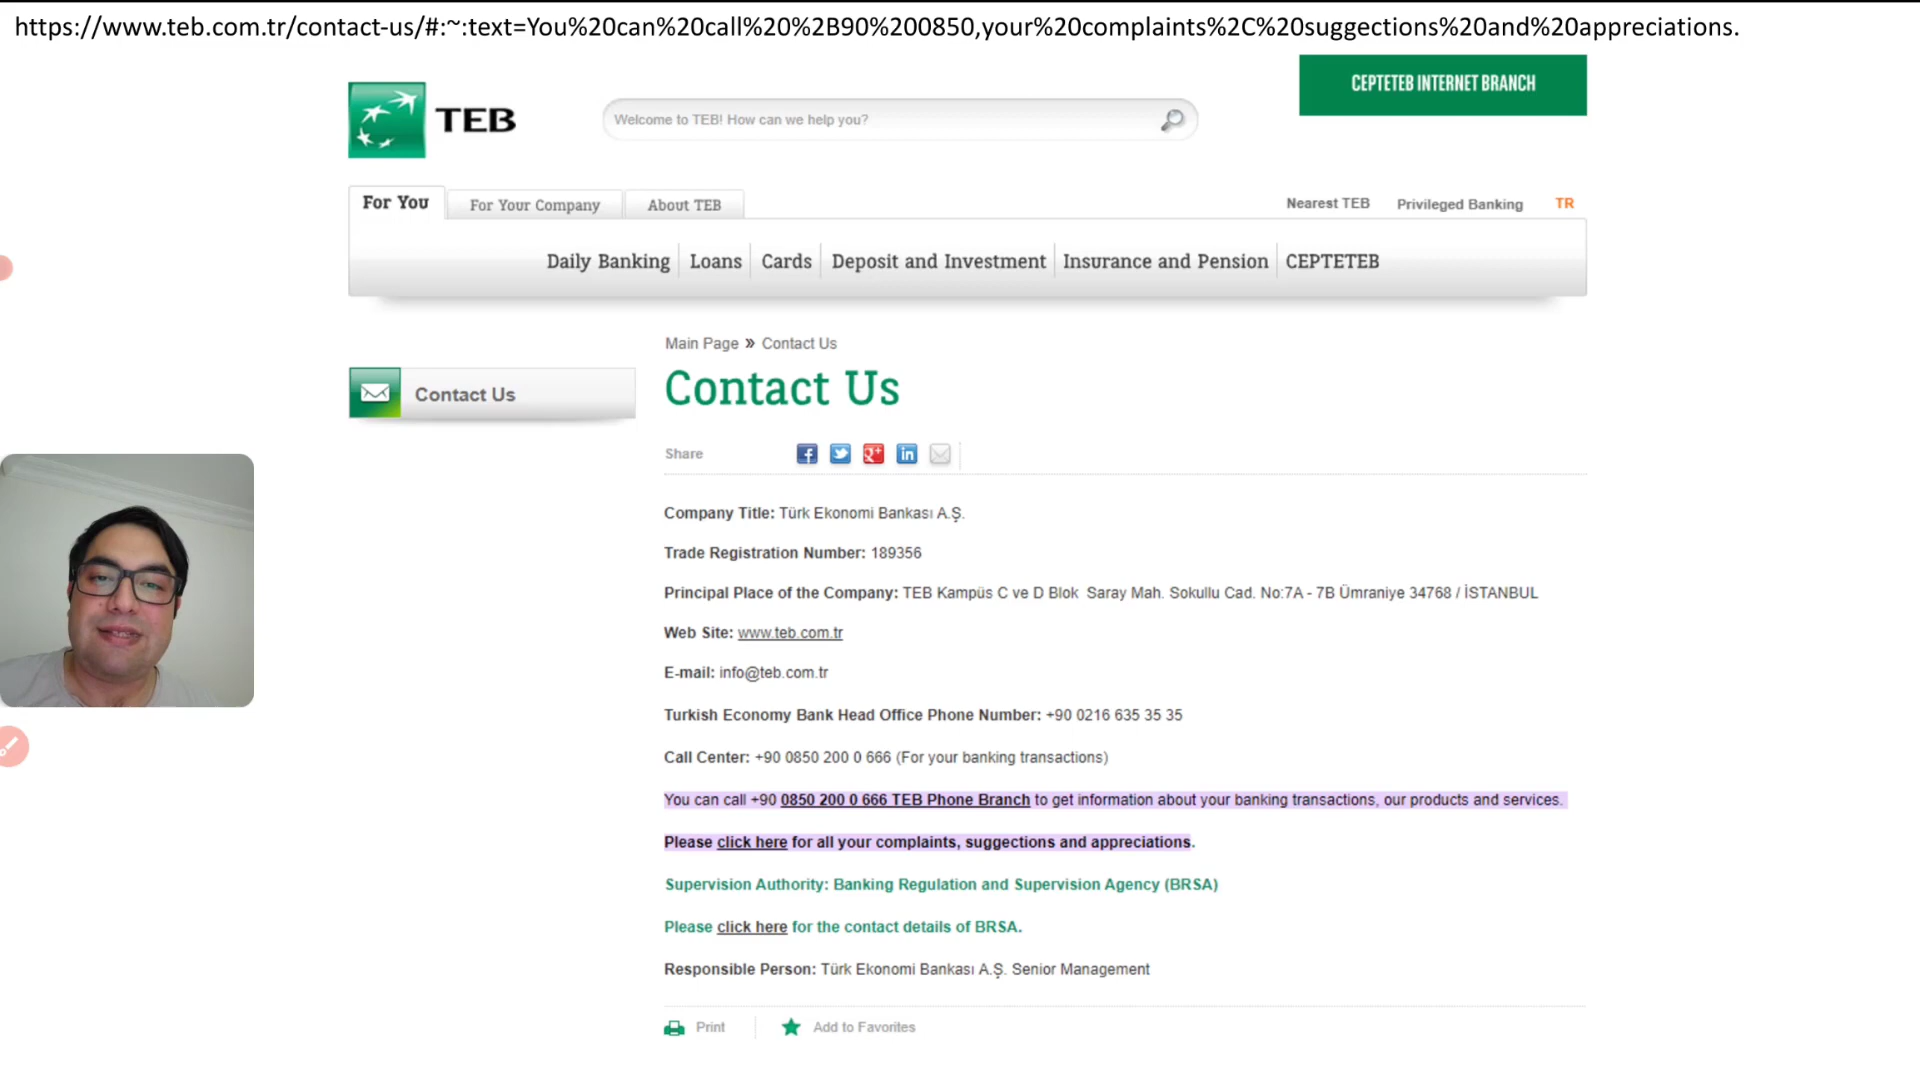 https://www.teb.com.tr/contact-us/#:~:text=You%20can%20call%20%2B90%200850,your%20complaints%2C%20suggestions%20and%20appreciations.
CEPTETEB INTERNET BRANCH
TEB
Welcome to TEB! How can we help you?
For You
For Your Company
About TEB
Nearest TEB
Privileged Banking
TR
Daily Banking
Loans
Cards
Deposit and Investment
Insurance and Pension
CEPTETEB
Main Page » Contact Us
Contact Us
Contact Us
Share
Company Title: Türk Ekonomi Bankası A.Ş.
Trade Registration Number: 189356
Principal Place of the Company: TEB Kampüs C ve D Blok Saray Mah. Sokullu Cad. No:7A - 7B Ümraniye 34768 / İSTANBUL
Web Site: www.teb.com.tr
E-mail: info@teb.com.tr
Turkish Economy Bank Head Office Phone Number: +90 0216 635 35 35
Call Center: +90 0850 200 0 666 (For your banking transactions)
You can call +90 0850 200 0 666 TEB Phone Branch to get information about your banking transactions, our products and services.
Please click here for all your complaints, suggestions and appreciations.
Supervision Authority: Banking Regulation and Supervision Agency (BRSA)
Please click here for the contact details of BRSA.
Responsible Person: Türk Ekonomi Bankası A.Ş. Senior Management
Print
Add to Favorites